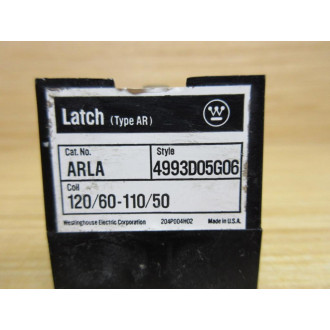 Latch (Type AR)
Cat. No. Style
ARLA 4993D05G06
Coil
120/60-110/50
Westinghouse Electric Corporation 204P004H02 Made in U.S.A.